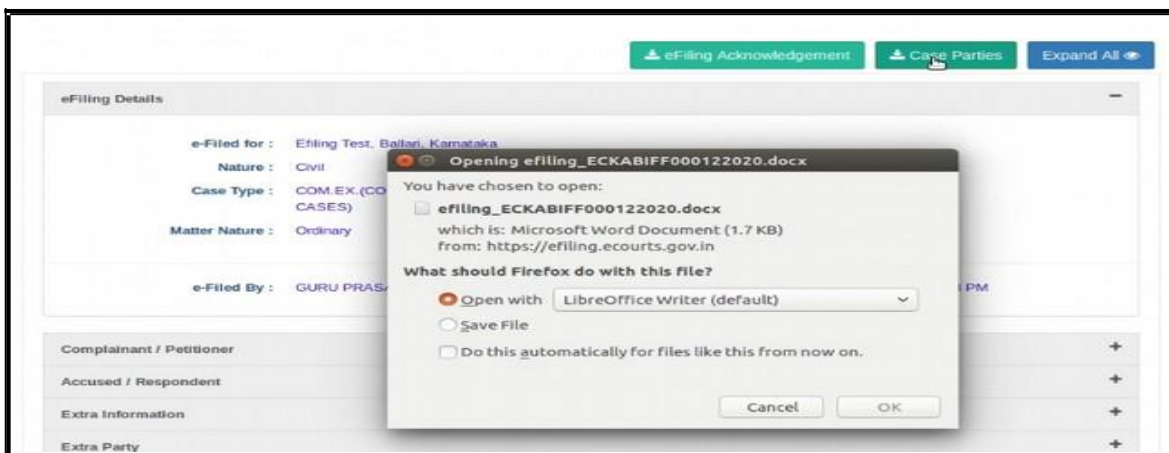 eFiling Acknowledgement Case Parties Expand All
eFiling Details
e-Filed for : Efiling Test, Ballari, Karnataka
Nature : Civil
Case Type : COM.EX.(CO
CASES)
Matter Nature : Ordinary
e-Filed By : GURU PRAS PM
Opening efiling_ECKABIFF000122020.docx
You have chosen to open:
efiling_ECKABIFF000122020.docx
which is: Microsoft Word Document (1.7 KB)
from: https://efiling.ecourts.gov.in
What should Firefox do with this file?
Open with LibreOffice Writer (default)
Save File
Do this automatically for files like this from now on.
Cancel OK
Complainant / Petitioner
Accused / Respondent
Extra Information
Extra Party